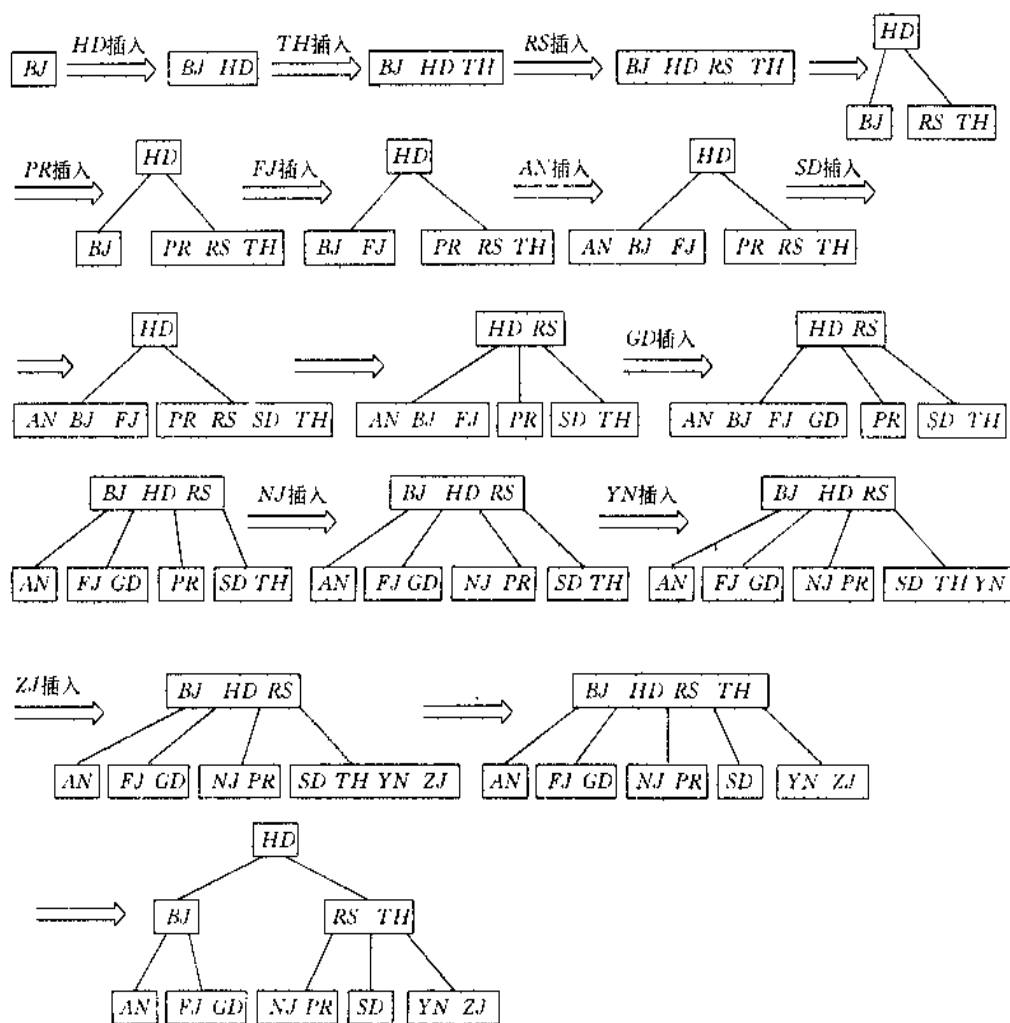 HD插入 TH插入 RS插入 HD
BJ BJ HD BJ HD TH BJ HD RS TH
BJ RS TH
PR插入 HD FJ插入 HD AN插入 HD SD插入
BJ PR RS TH BJ FJ PR RS TH AN BJ FJ PR RS TH
HD HD RS GD插入 HD RS
AN BJ FJ PR RS SD TH AN BJ FJ PR SD TH AN BJ FJ GD PR SD TH
BJ HD RS NJ插入 BJ HD RS YN插入 BJ HD RS
AN FJ GD PR SD TH AN FJ GD NJ PR SD TH AN FJ GD NJ PR SD TH YN
ZJ插入 BJ HD RS BJ HD RS TH
AN FJ GD NJ PR SD TH YN ZJ AN FJ GD NJ PR SD YN ZJ
HD
BJ RS TH
AN FJ GD NJ PR SD YN ZJ